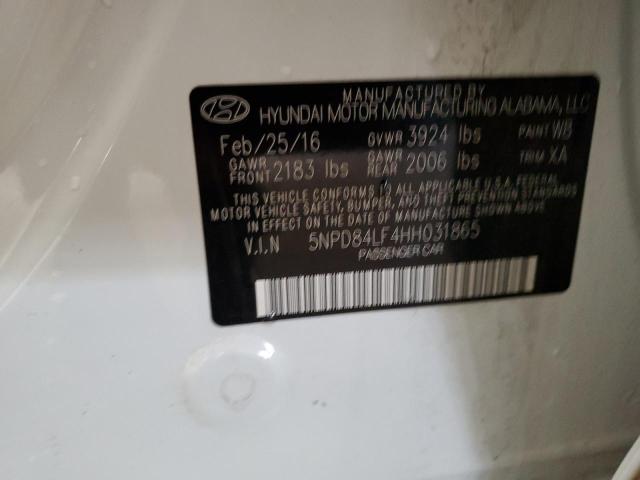 MANUFACTURED BY
HYUNDAI MOTOR MANUFACTURING ALABAMA, LLC
Feb/25/16 GVWR 3924 lbs PAINT WB
GAWR FRONT 2183 lbs GAWR REAR 2006 lbs TRIM XA
THIS VEHICLE CONFORMS TO ALL APPLICABLE U.S.A. FEDERAL
MOTOR VEHICLE SAFETY, BUMPER, AND THEFT PREVENTION STANDARDS
IN EFFECT ON THE DATE OF MANUFACTURE SHOWN ABOVE.
V.I.N 5NPD84LF4HH031865
PASSENGER CAR